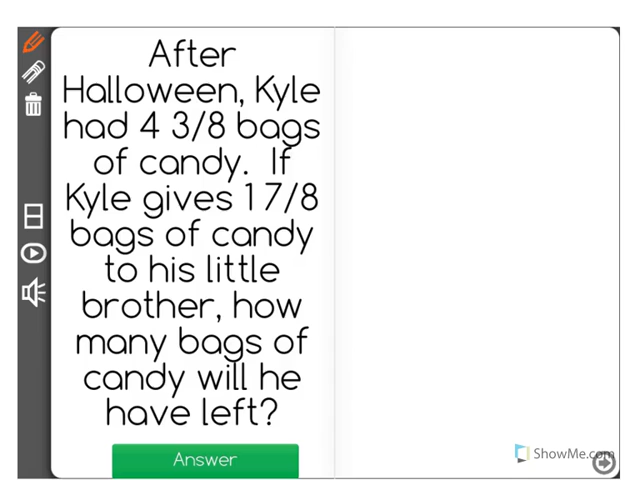 After
Halloween, Kyle
had 4 3/8 bags
of candy.  If
Kyle gives 1 7/8
bags of candy
to his little
brother, how
many bags of
candy will he
have left?
Answer
ShowMe.com